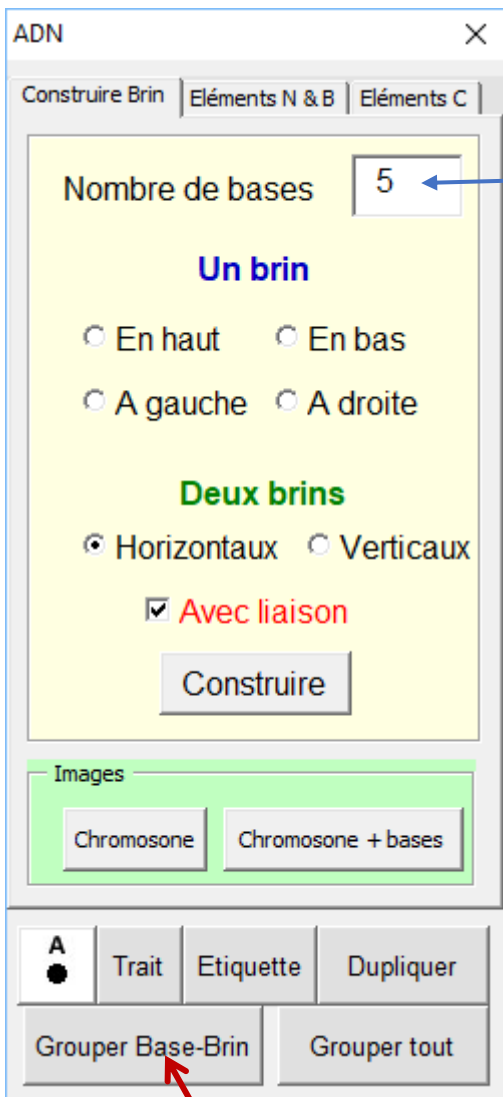 ADN
Construire Brin Eléments N & B Eléments C
Nombre de bases 5
Un brin
En haut En bas
A gauche A droite
Deux brins
Horizontaux Verticaux
Avec liaison
Construire
Images
Chromosone Chromosone + bases
A Trait Etiquette Dupliquer
Grouper Base-Brin Grouper tout